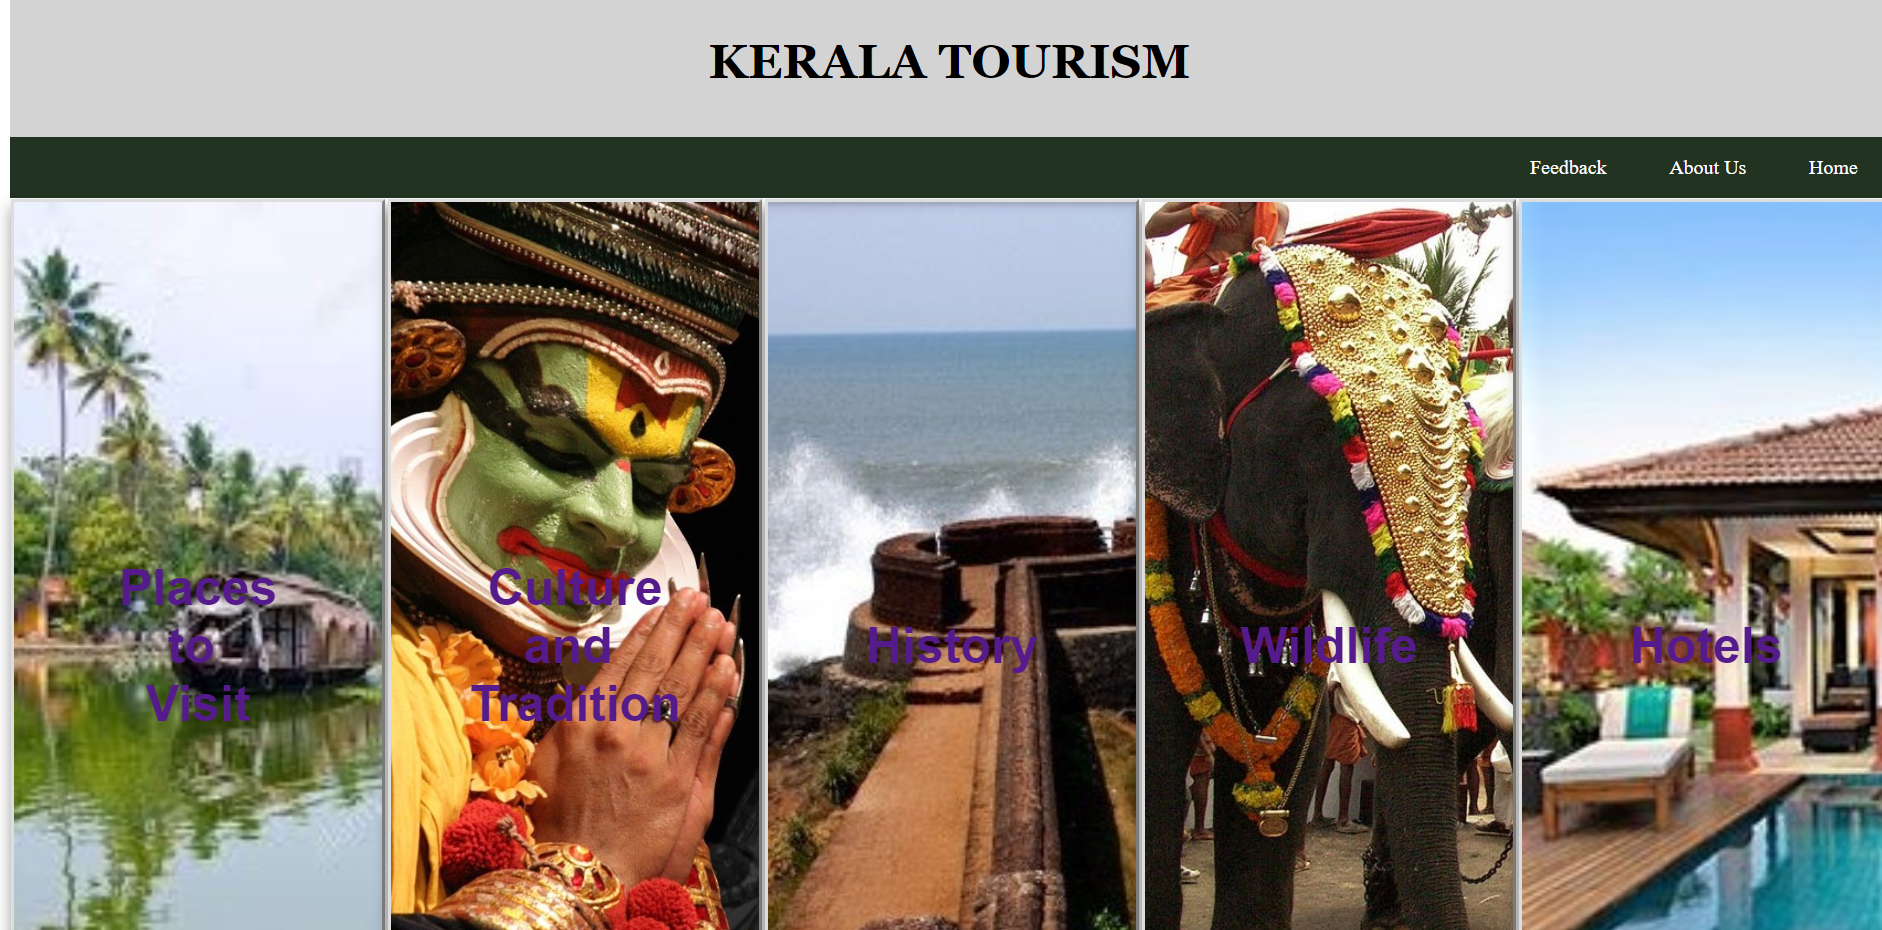 KERALA TOURISM
Feedback
About Us
Home
Places
to
Visit
Culture
and
Tradition
History
Wildlife
Hotels